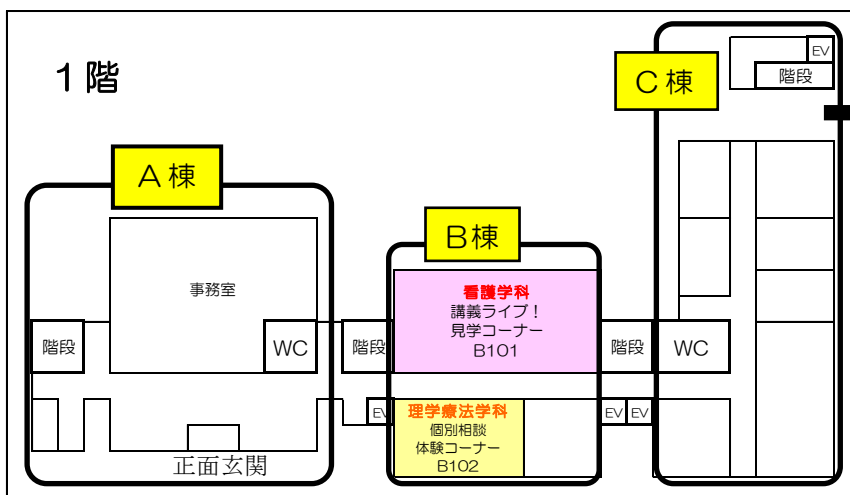 1階
A棟
事務室
階段
WC
正面玄関
B棟
階段
看護学科
講義ライブ！
見学コーナー
B101
階段
EV
理学療法学科
個別相談
体験コーナー
B102
EV
EV
C棟
EV
階段
WC